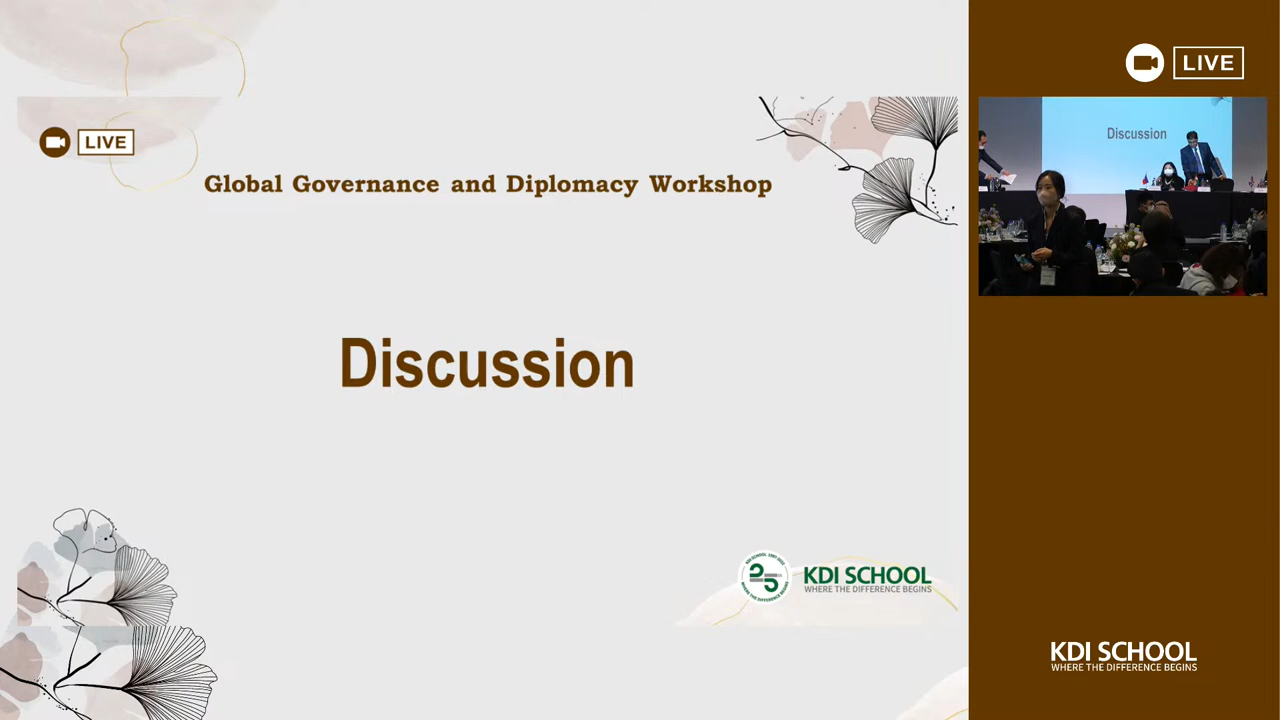 LIVE
LIVE
Global Governance and Diplomacy Workshop
Discussion
Discussion
25
KDI SCHOOL
WHERE THE DIFFERENCE BEGINS
KDI SCHOOL
WHERE THE DIFFERENCE BEGINS